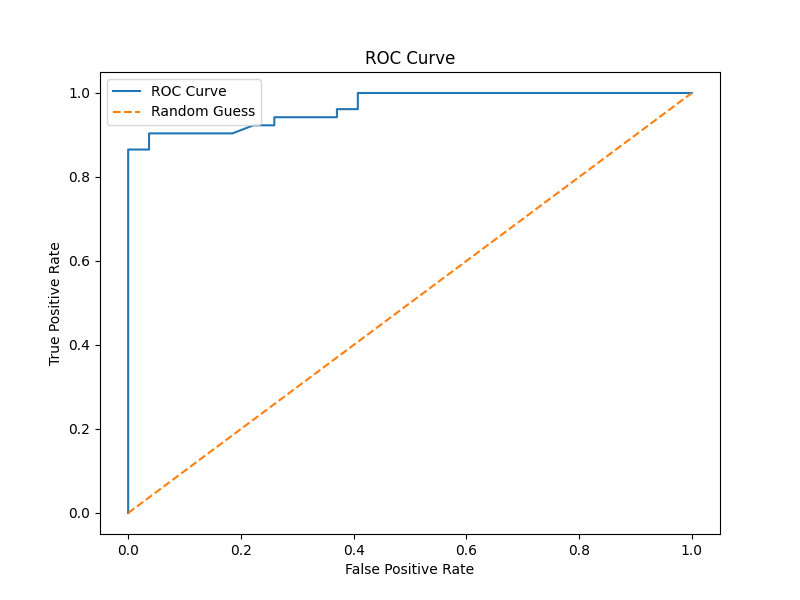 ROC Curve
ROC Curve
Random Guess
1.0
0.8
0.6
0.4
0.2
0.0
True Positive Rate
0.0 0.2 0.4 0.6 0.8 1.0
False Positive Rate